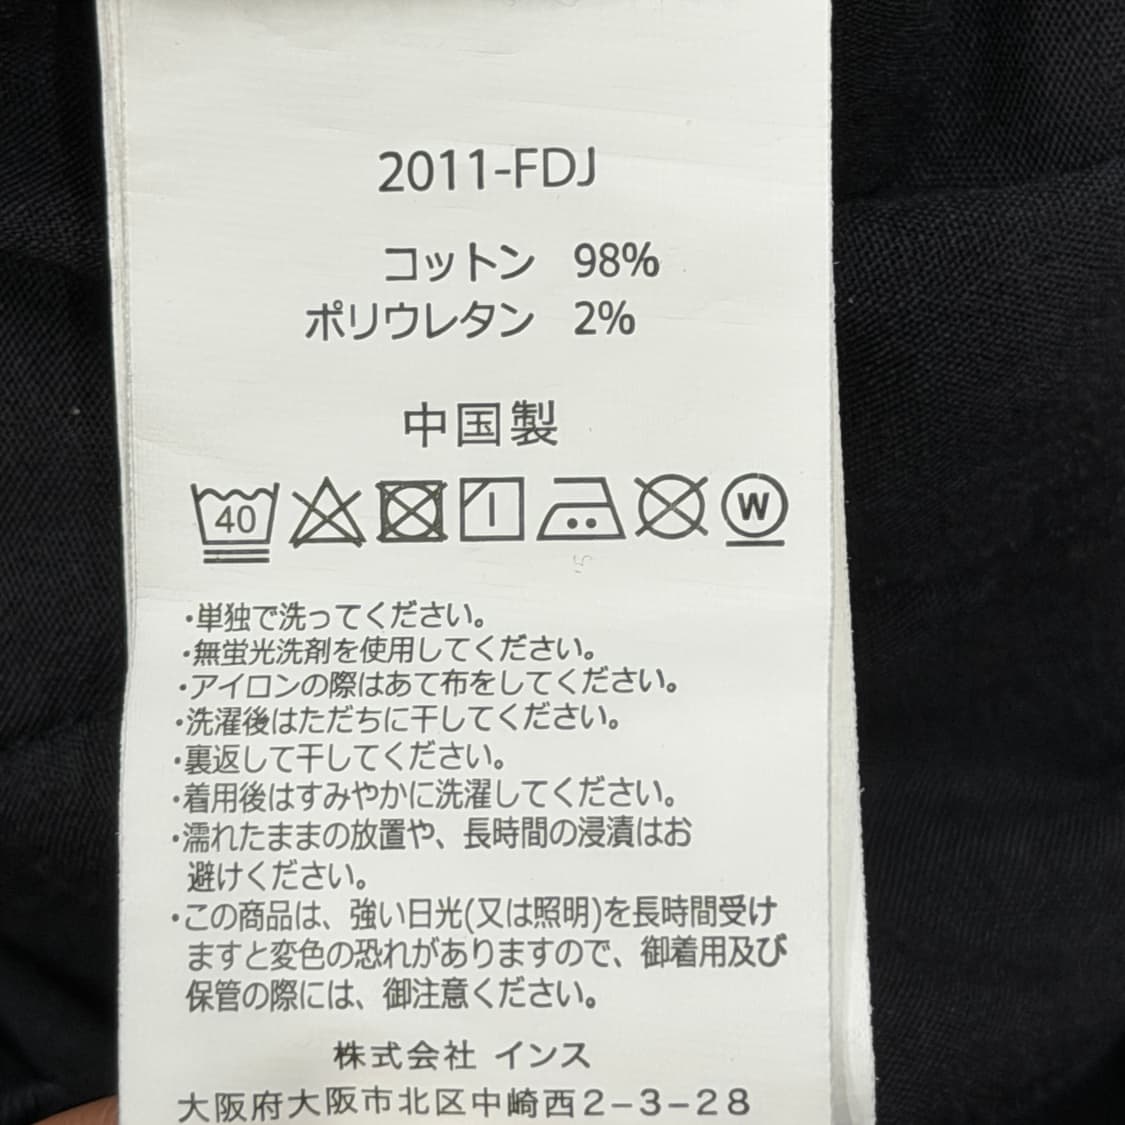 2011-FDJ
コットン 98%
ポリウレタン 2%
中国製
40 W
・単独で洗ってください。
・無蛍光洗剤を使用してください。
・アイロンの際はあて布をしてください。
・洗濯後はただちに干してください。
・裏返して干してください。
・着用後はすみやかに洗濯してください。
・濡れたままの放置や、長時間の浸漬はお
避けください。
・この商品は、強い日光(又は照明)を長時間受け
ますと変色の恐れがありますので、御着用及び
保管の際には、御注意ください。
株式会社 インス
大阪府大阪市北区中崎西2−3−28